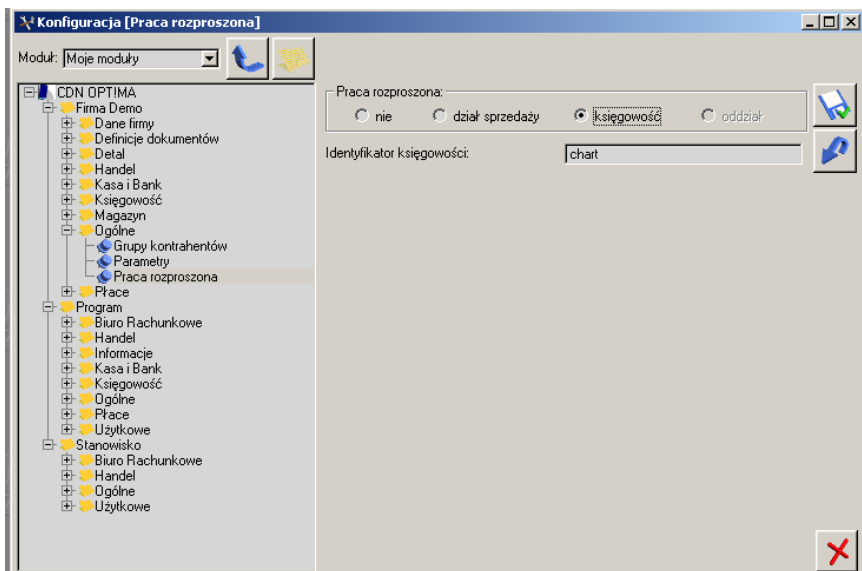 Konfiguracja [Praca rozproszona]
Moduł: Moje moduły
CDN OPT!MA
Firma Demo
Dane firmy
Definicje dokumentów
Detal
Handel
Kasa i Bank
Księgowość
Magazyn
Ogólne
Grupy kontrahentów
Parametry
Praca rozproszona
Płace
Program
Biuro Rachunkowe
Handel
Informacje
Kasa i Bank
Księgowość
Ogólne
Płace
Użytkowe
Stanowisko
Biuro Rachunkowe
Handel
Ogólne
Użytkowe
Praca rozproszona:
nie dział sprzedaży księgowość oddział
Identyfikator księgowości: chart